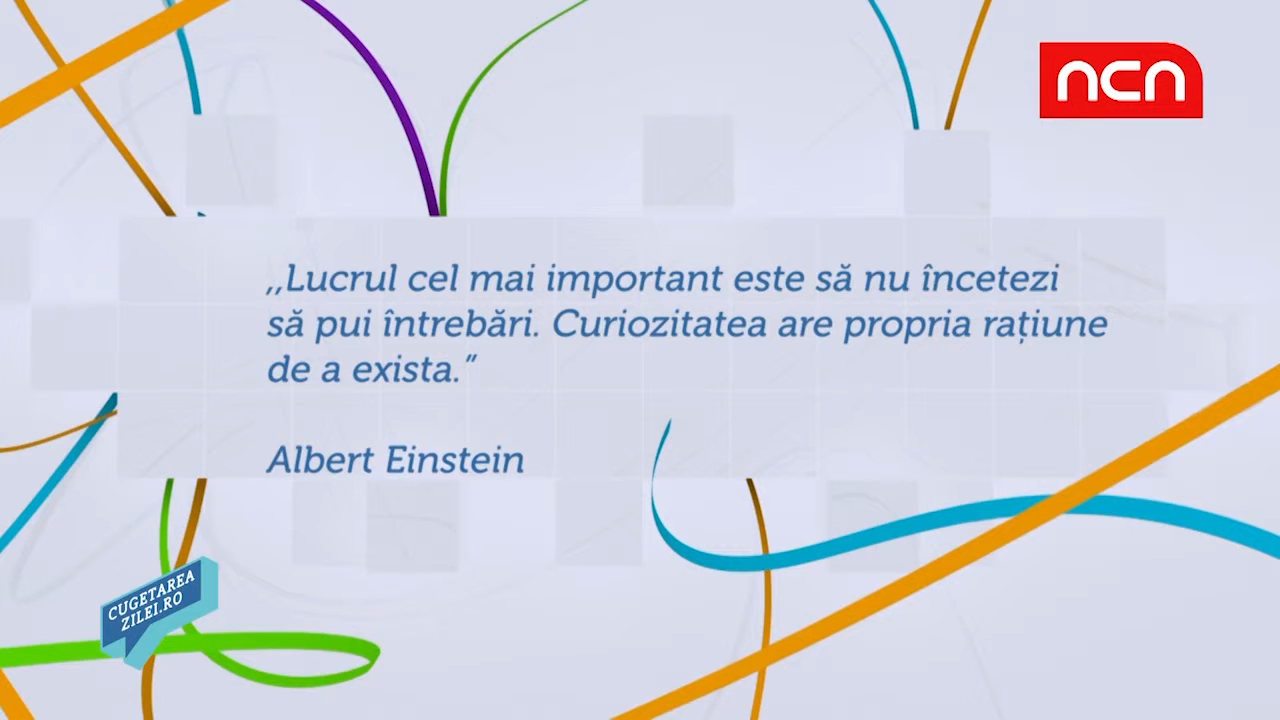 ncn
,,Lucrul cel mai important este să nu încetezi
să pui întrebări. Curiozitatea are propria rațiune
de a exista.”
Albert Einstein
CUGETAREA
ZILEI.RO